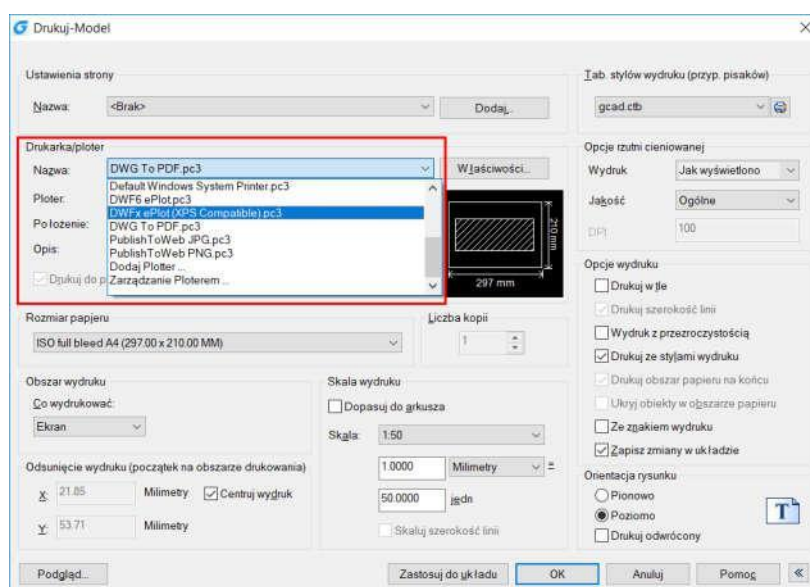 Drukuj-Model
Ustawienia strony
Nazwa: <Brak> Dodaj...
Tab. stylów wydruku (przyp. pisaków)
gcad.ctb
Drukarka/ploter
Nazwa: DWG To PDF.pc3 Właściwości...
Default Windows System Printer.pc3
DWF6 ePlot.pc3
Ploter:
DWFx ePlot (XPS Compatible).pc3
Położenie: DWG To PDF.pc3
PublishToWeb JPG.pc3
Opis: PublishToWeb PNG.pc3
Dodaj Plotter ...
Drukuj do p Zarządzanie Ploterem ...
210 mm
297 mm
Opcje rzutni cieniowanej
Wydruk Jak wyświetlono
Jakość Ogólne
DPI 100
Rozmiar papieru
ISO full bleed A4 (297.00 x 210.00 MM)
Liczba kopii
1
Opcje wydruku
Drukuj w tle
Drukuj szerokość linii
Wydruk z przezroczystością
Drukuj ze stylami wydruku
Drukuj obszar papieru na końcu
Ukryj obiekty w obszarze papieru
Ze znakiem wydruku
Zapisz zmiany w układzie
Obszar wydruku
Co wydrukować:
Ekran
Skala wydruku
Dopasuj do arkusza
Skala: 1:50
1.0000 Milimetry =
50.0000 jedn
Skaluj szerokość linii
Odsunięcie wydruku (początek na obszarze drukowania)
X: 21.85 Milimetry Centruj wydruk
Y: 53.71 Milimetry
Orientacja rysunku
Pionowo
Poziomo
Drukuj odwrócony
T
Podgląd... Zastosuj do układu OK Anuluj Pomoc